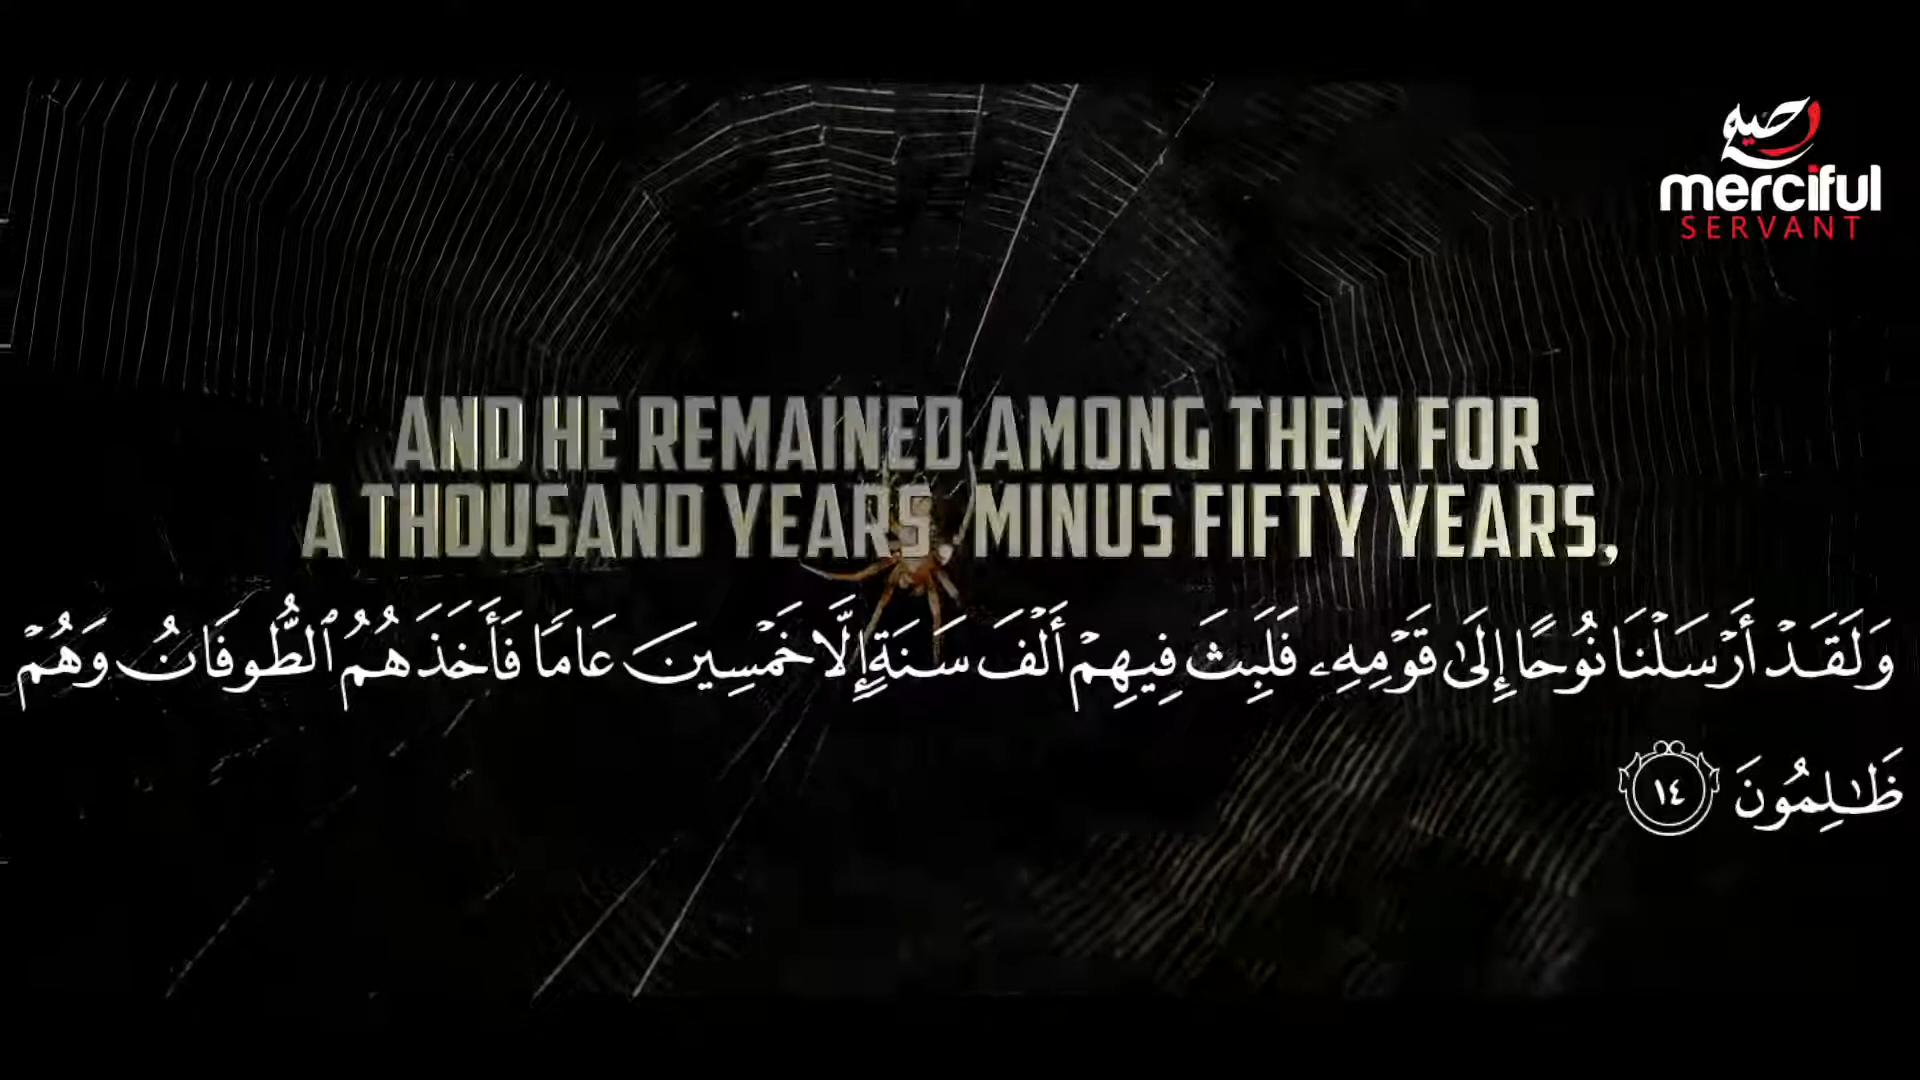 رحيم
merciful
SERVANT
AND HE REMAINED AMONG THEM FOR
A THOUSAND YEARS MINUS FIFTY YEARS,
وَلَقَدْ أَرْسَلْنَا نُوحًا إِلَىٰ قَوْمِهِۦ فَلَبِثَ فِيهِمْ أَلْفَ سَنَةٍ إِلَّا خَمْسِينَ عَامًا فَأَخَذَهُمُ ٱلطُّوفَانُ وَهُمْ
ظَـٰلِمُونَ ١٤